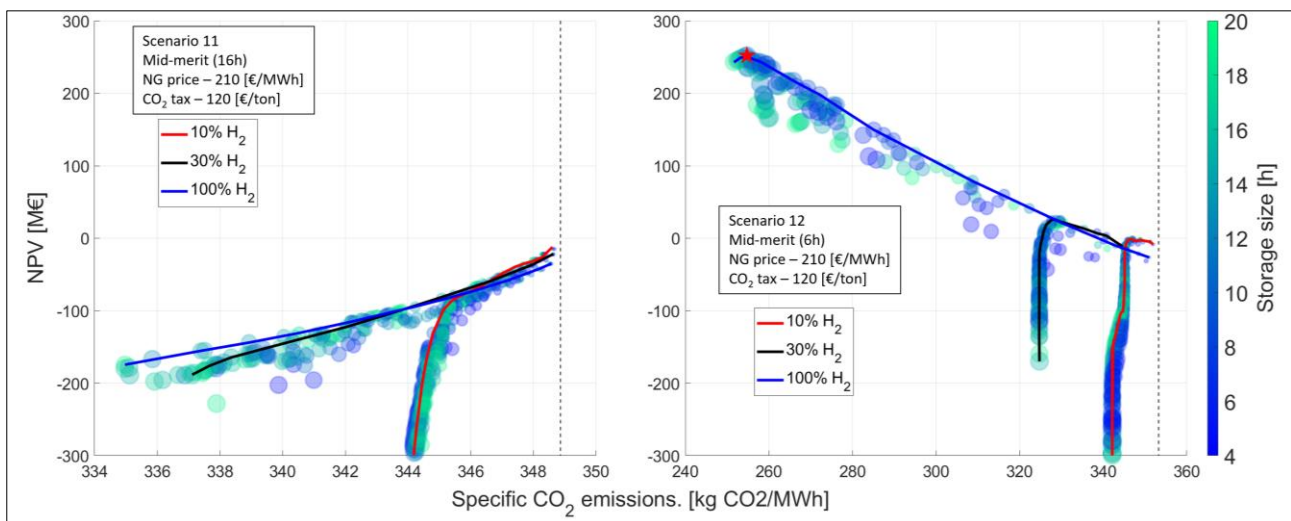 300
200
100
0
-100
-200
-300
NPV [M€]
Scenario 11
Mid-merit (16h)
NG price – 210 [€/MWh]
CO₂ tax – 120 [€/ton]
10% H₂
30% H₂
100% H₂
334
336
338
340
342
344
346
348
350
300
200
100
0
-100
-200
-300
Scenario 12
Mid-merit (6h)
NG price – 210 [€/MWh]
CO₂ tax – 120 [€/ton]
10% H₂
30% H₂
100% H₂
240
260
280
300
320
340
360
Specific CO₂ emissions. [kg CO2/MWh]
20
18
16
14
12
10
8
6
4
Storage size [h]